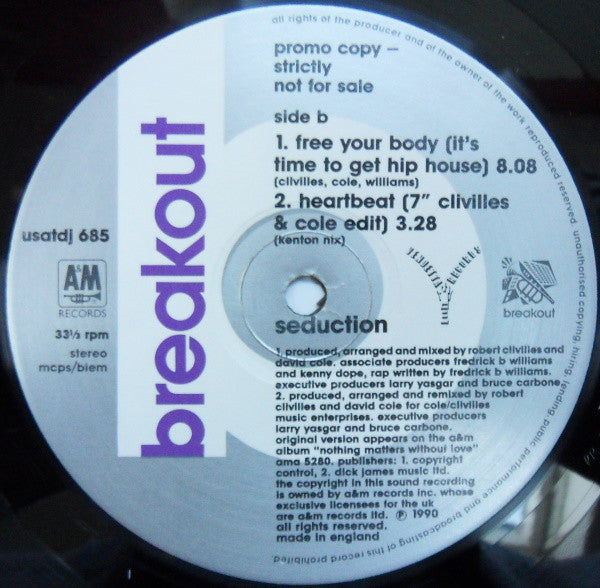 all rights of the producer and of the owner of the work reproduced reserved. unauthorised copying, hiring, lending, public performance and broadcasting of this record prohibited.
promo copy –
strictly
not for sale
side b
1. free your body (it's
time to get hip house) 8.08
(clivilles, cole, williams)
2. heartbeat (7" clivilles
& cole edit) 3.28
(kenton nix)
usatdj 685
A&M
RECORDS
33⅓ rpm
stereo
mcps/biem
breakout
breakout
seduction
1. produced, arranged and mixed by robert clivilles and
david cole. associate producers fredrick b williams
and kenny dope, rap written by fredrick b williams.
executive producers larry yasgar and bruce carbone.
2. produced, arranged and remixed by robert
clivilles and david cole for cole/clivilles
music enterprises. executive producers
larry yasgar and bruce carbone.
original version appears on the a&m
album "nothing matters without love"
ama 5280. publishers: 1. copyright
control, 2. dick james music ltd.
the copyright in this sound recording
is owned by a&m records inc. whose
exclusive licensees for the uk
are a&m records ltd. ℗ 1990
all rights reserved.
made in england